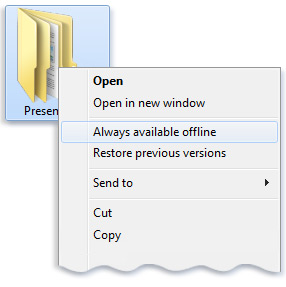 Presen
Open
Open in new window
Always available offline
Restore previous versions
Send to
Cut
Copy